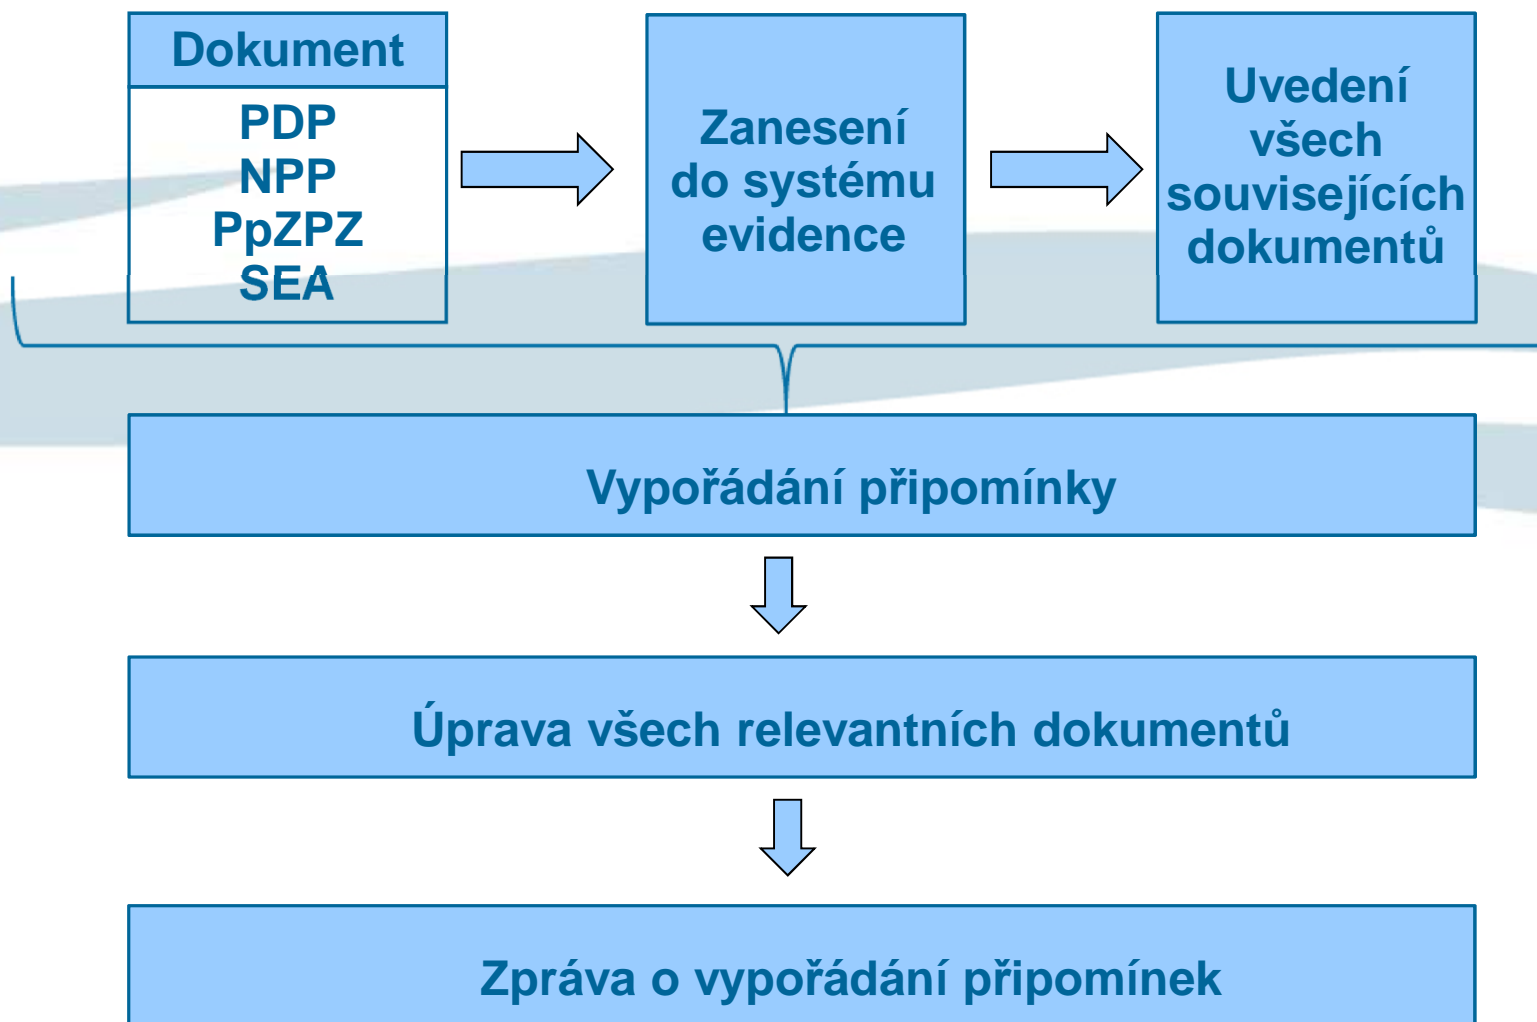 Dokument
PDP
NPP
PpZPZ
SEA
Zanesení
do systému
evidence
Uvedení
všech
souvisejících
dokumentů
Vypořádání připomínky
Úprava všech relevantních dokumentů
Zpráva o vypořádání připomínek